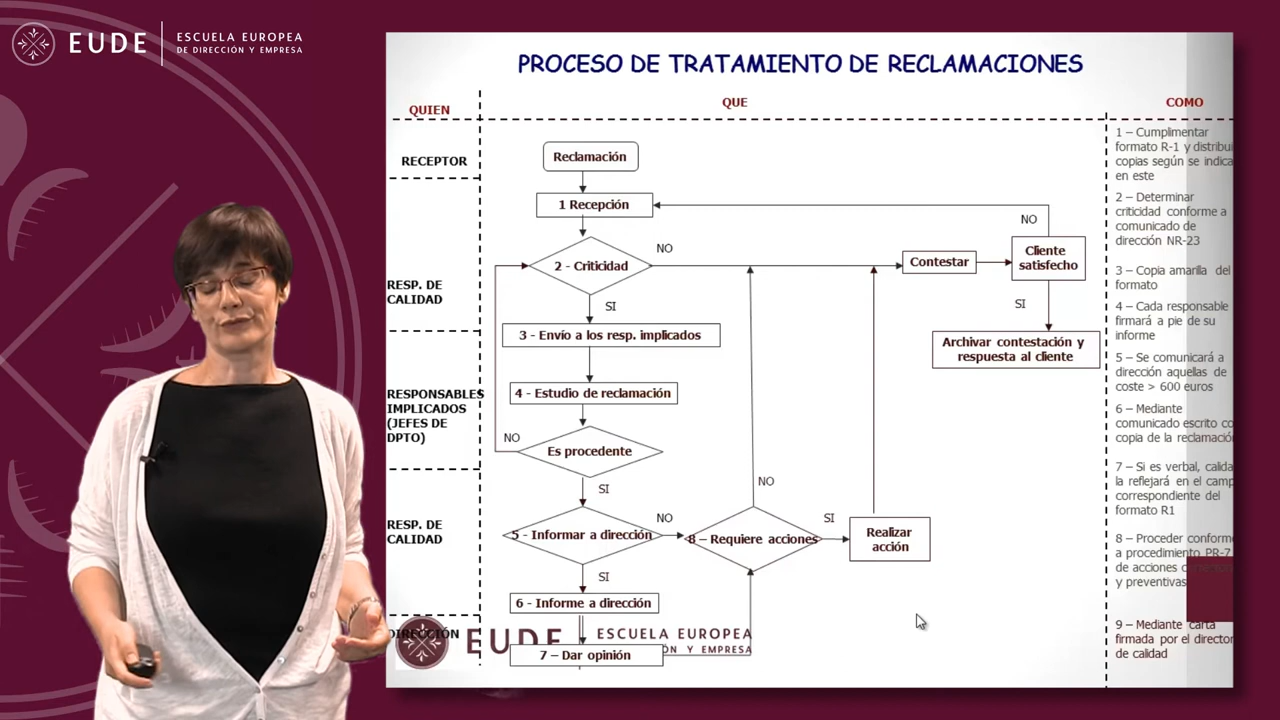 EUDE
ESCUELA EUROPEA
DE DIRECCIÓN Y EMPRESA
PROCESO DE TRATAMIENTO DE RECLAMACIONES
QUIEN
QUE
COMO
RECEPTOR
RESP. DE
CALIDAD
RESPONSABLES
IMPLICADOS
(JEFES DE
DPTO)
RESP. DE
CALIDAD
DIRECCIÓN
Reclamación
1 Recepción
2 - Criticidad
NO
SI
3 - Envío a los resp. implicados
4 - Estudio de reclamación
Es procedente
NO
SI
5 - Informar a dirección
NO
SI
6 - Informe a dirección
7 – Dar opinión
8 – Requiere acciones
NO
SI
Realizar
acción
Contestar
Cliente
satisfecho
NO
SI
Archivar contestación y
respuesta al cliente
1 – Cumplimentar
formato R-1 y distribui
copias según se indica
en este
2 – Determinar
criticidad conforme a
comunicado de
dirección NR-23
3 – Copia amarilla del
formato
4 – Cada responsable
firmará a pie de su
informe
5 – Se comunicará a
dirección aquellas de
coste > 600 euros
6 – Mediante
comunicado escrito co
copia de la reclamación
7 – Si es verbal, calida
la reflejará en el camp
correspondiente del
formato R1
8 – Proceder conforme
a procedimiento PR-7
de acciones
y preventivas
9 – Mediante carta
firmada por el director
de calidad
EUDE
ESCUELA EUROPEA
DE DIRECCIÓN Y EMPRESA